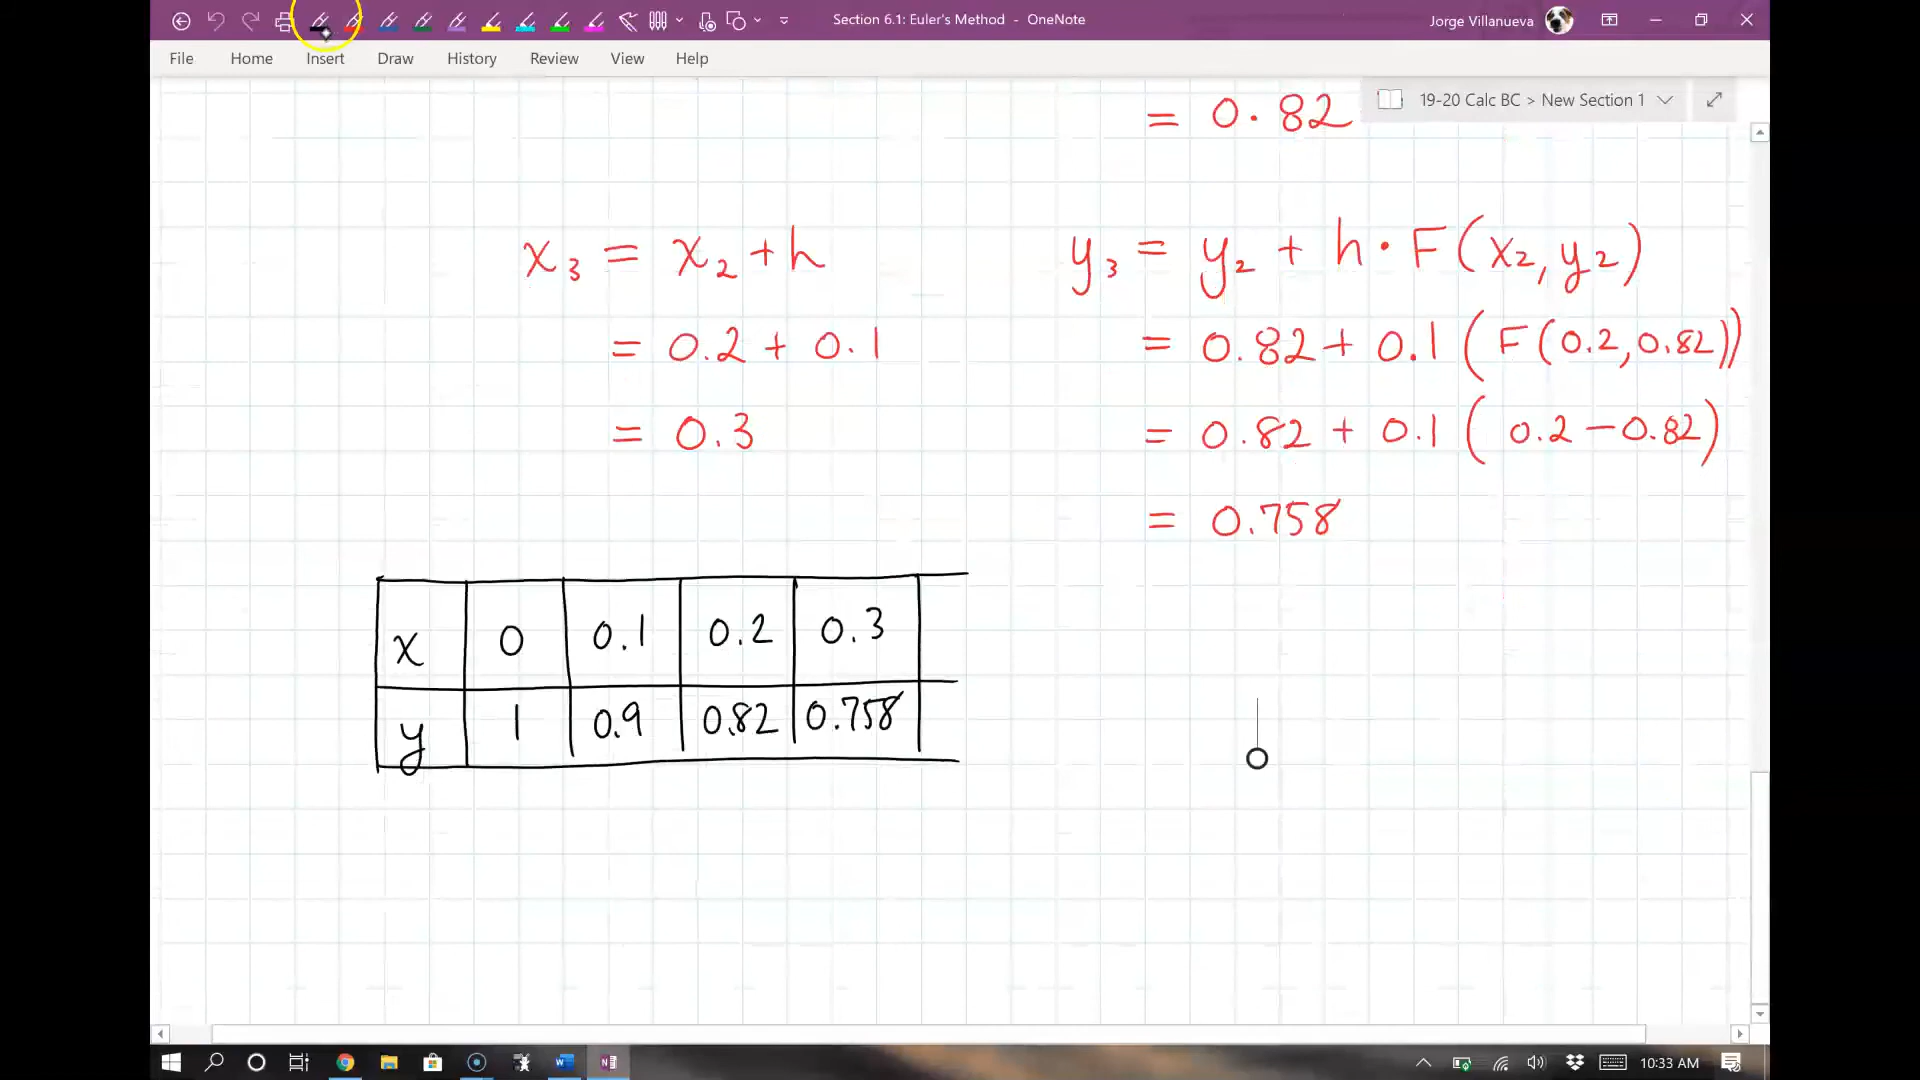 Section 6.1: Euler's Method - OneNote
Jorge Villanueva
File Home Insert Draw History Review View Help
19-20 Calc BC > New Section 1
= 0.82
x₃ = x₂ + h
= 0.2 + 0.1
= 0.3
y₃ = y₂ + h · F(x₂, y₂)
= 0.82 + 0.1 (F(0.2, 0.82))
= 0.82 + 0.1 (0.2 − 0.82)
= 0.758
x 0 0.1 0.2 0.3
y 1 0.9 0.82 0.758
10:33 AM